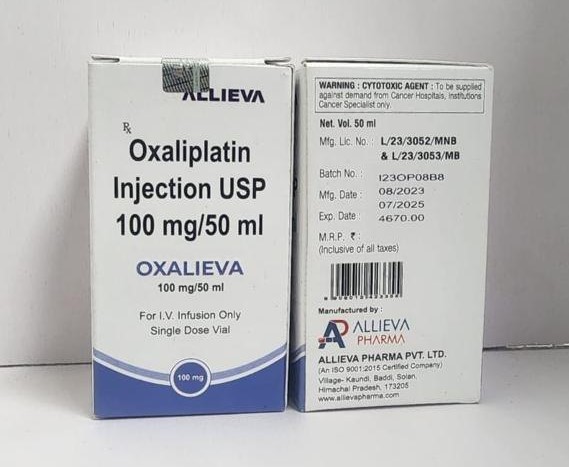 ALLIEVA
Rx
Oxaliplatin
Injection USP
100 mg/50 ml
OXALIEVA
100 mg/50 ml
For I.V. Infusion Only
Single Dose Vial
100 mg
WARNING : CYTOTOXIC AGENT : To be supplied
against demand from Cancer Hospitals, Institutions
Cancer Specialist only.
Net. Vol. 50 ml
Mfg. Lic. No. : L/23/3052/MNB
& L/23/3053/MB
Batch No. : I23OP08B8
Mfg. Date : 08/2023
Exp. Date : 07/2025
M.R.P. ₹ : 4670.00
(Inclusive of all taxes)
Manufactured by :
AP ALLIEVA
PHARMA
ALLIEVA PHARMA PVT. LTD.
(An ISO 9001:2015 Certified Company)
Village- Kaundi, Baddi, Solan,
Himachal Pradesh, 173205
www.allievapharma.com